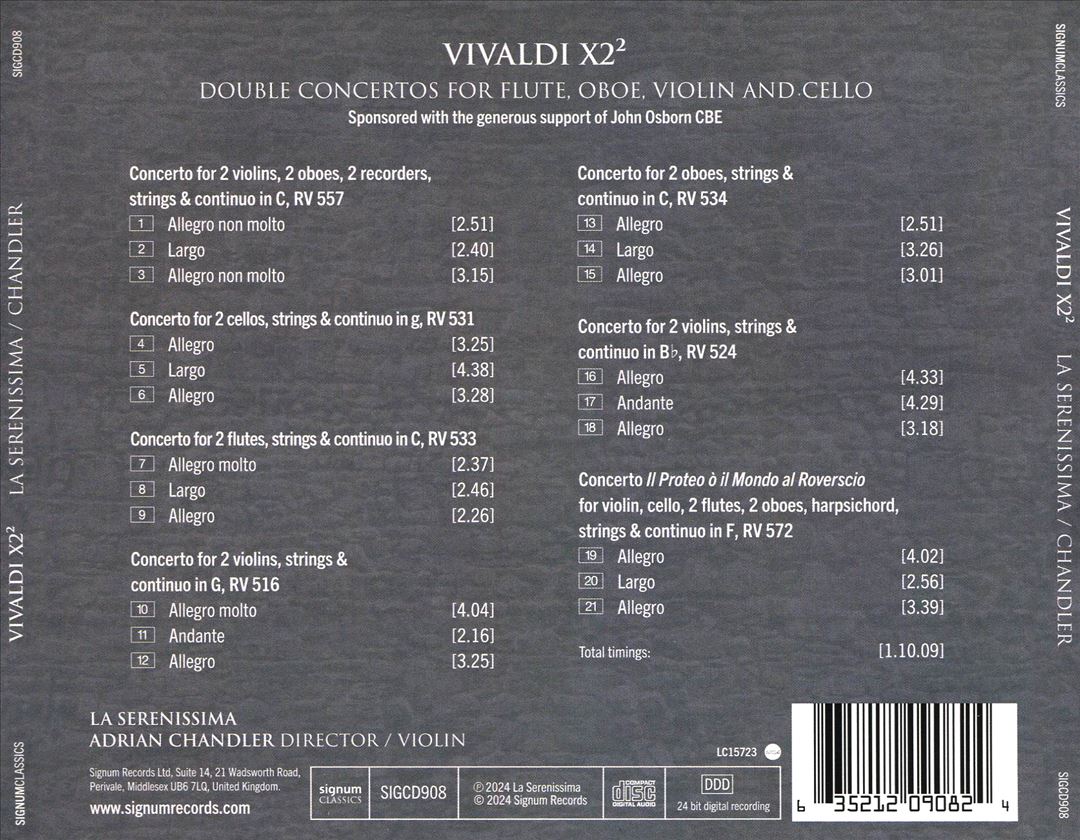 SIGCD908
SIGNUMCLASSICS
VIVALDI X2²
DOUBLE CONCERTOS FOR FLUTE, OBOE, VIOLIN AND CELLO
Sponsored with the generous support of John Osborn CBE
Concerto for 2 violins, 2 oboes, 2 recorders,
strings & continuo in C, RV 557
1 Allegro non molto [2.51]
2 Largo [2.40]
3 Allegro non molto [3.15]
Concerto for 2 cellos, strings & continuo in g, RV 531
4 Allegro [3.25]
5 Largo [4.38]
6 Allegro [3.28]
Concerto for 2 flutes, strings & continuo in C, RV 533
7 Allegro molto [2.37]
8 Largo [2.46]
9 Allegro [2.26]
Concerto for 2 violins, strings &
continuo in G, RV 516
10 Allegro molto [4.04]
11 Andante [2.16]
12 Allegro [3.25]
Concerto for 2 oboes, strings &
continuo in C, RV 534
13 Allegro [2.51]
14 Largo [3.26]
15 Allegro [3.01]
Concerto for 2 violins, strings &
continuo in B♭, RV 524
16 Allegro [4.33]
17 Andante [4.29]
18 Allegro [3.18]
Concerto Il Proteo ò il Mondo al Roverscio
for violin, cello, 2 flutes, 2 oboes, harpsichord,
strings & continuo in F, RV 572
19 Allegro [4.02]
20 Largo [2.56]
21 Allegro [3.39]
Total timings: [1.10.09]
LA SERENISSIMA
ADRIAN CHANDLER DIRECTOR / VIOLIN
Signum Records Ltd, Suite 14, 21 Wadsworth Road,
Perivale, Middlesex UB6 7LQ, United Kingdom.
www.signumrecords.com
signum
CLASSICS
SIGCD908
℗ 2024 La Serenissima
© 2024 Signum Records
COMPACT
disc
DIGITAL AUDIO
DDD
24 bit digital recording
LC15723
6 35212 09082 4
VIVALDI X2² LA SERENISSIMA / CHANDLER
SIGNUMCLASSICS
VIVALDI X2² LA SERENISSIMA / CHANDLER
SIGCD908